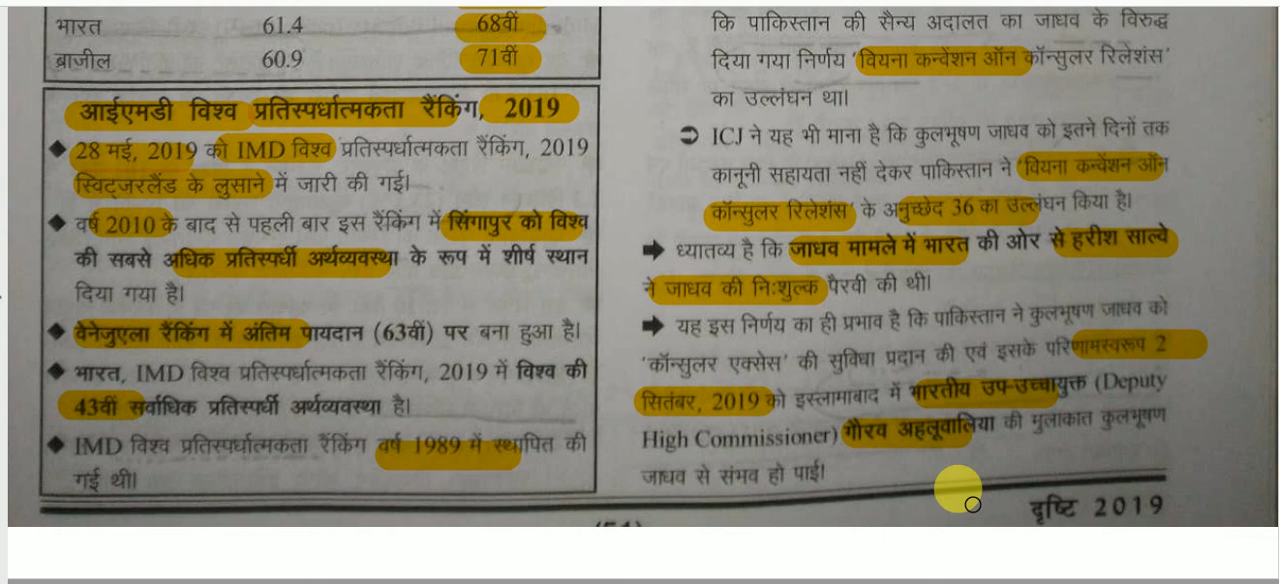 भारत 61.4 68वीं
ब्राजील 60.9 71वीं
आईएमडी विश्व प्रतिस्पर्धात्मकता रैंकिंग, 2019
◆ 28 मई, 2019 को IMD विश्व प्रतिस्पर्धात्मकता रैंकिंग, 2019
स्विट्जरलैंड के लुसाने में जारी की गई।
◆ वर्ष 2010 के बाद से पहली बार इस रैंकिंग में सिंगापुर को विश्व
की सबसे अधिक प्रतिस्पर्धी अर्थव्यवस्था के रूप में शीर्ष स्थान
दिया गया है।
◆ वेनेजुएला रैंकिंग में अंतिम पायदान (63वीं) पर बना हुआ है।
◆ भारत, IMD विश्व प्रतिस्पर्धात्मकता रैंकिंग, 2019 में विश्व की
43वीं सर्वाधिक प्रतिस्पर्धी अर्थव्यवस्था है।
◆ IMD विश्व प्रतिस्पर्धात्मकता रैंकिंग वर्ष 1989 में स्थापित की
गई थी।
कि पाकिस्तान की सैन्य अदालत का जाधव के विरुद्ध
दिया गया निर्णय 'वियना कन्वेंशन ऑन कॉन्सुलर रिलेशंस'
का उल्लंघन था।
➲ ICJ ने यह भी माना है कि कुलभूषण जाधव को इतने दिनों तक
कानूनी सहायता नहीं देकर पाकिस्तान ने 'वियना कन्वेंशन ऑन
कॉन्सुलर रिलेशंस' के अनुच्छेद 36 का उल्लंघन किया है।
➡ ध्यातव्य है कि जाधव मामले में भारत की ओर से हरीश साल्वे
ने जाधव की नि:शुल्क पैरवी की थी।
➡ यह इस निर्णय का ही प्रभाव है कि पाकिस्तान ने कुलभूषण जाधव को
'कॉन्सुलर एक्सेस' की सुविधा प्रदान की एवं इसके परिणामस्वरूप 2
सितंबर, 2019 को इस्लामाबाद में भारतीय उप-उच्चायुक्त (Deputy
High Commissioner) गौरव अहलूवालिया की मुलाकात कुलभूषण
जाधव से संभव हो पाई।
दृष्टि 2019